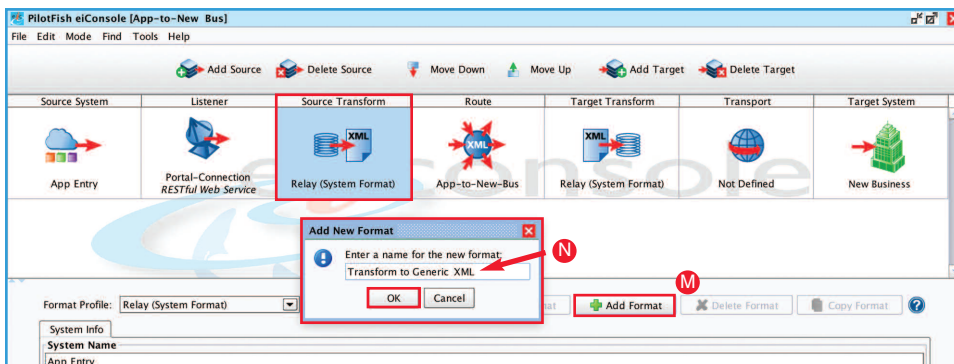 PilotFish eiConsole [App-to-New Bus]
File Edit Mode Find Tools Help
Add Source Delete Source Move Down Move Up Add Target Delete Target
Source System Listener Source Transform Route Target Transform Transport Target System
XML XML XML
App Entry Portal-Connection RESTful Web Service Relay (System Format) App-to-New-Bus Relay (System Format) Not Defined New Business
Add New Format
Enter a name for the new format:
Transform to Generic XML
N
OK Cancel
M
Format Profile: Relay (System Format) Add Format Delete Format Copy Format
System Info
System Name
App Entry